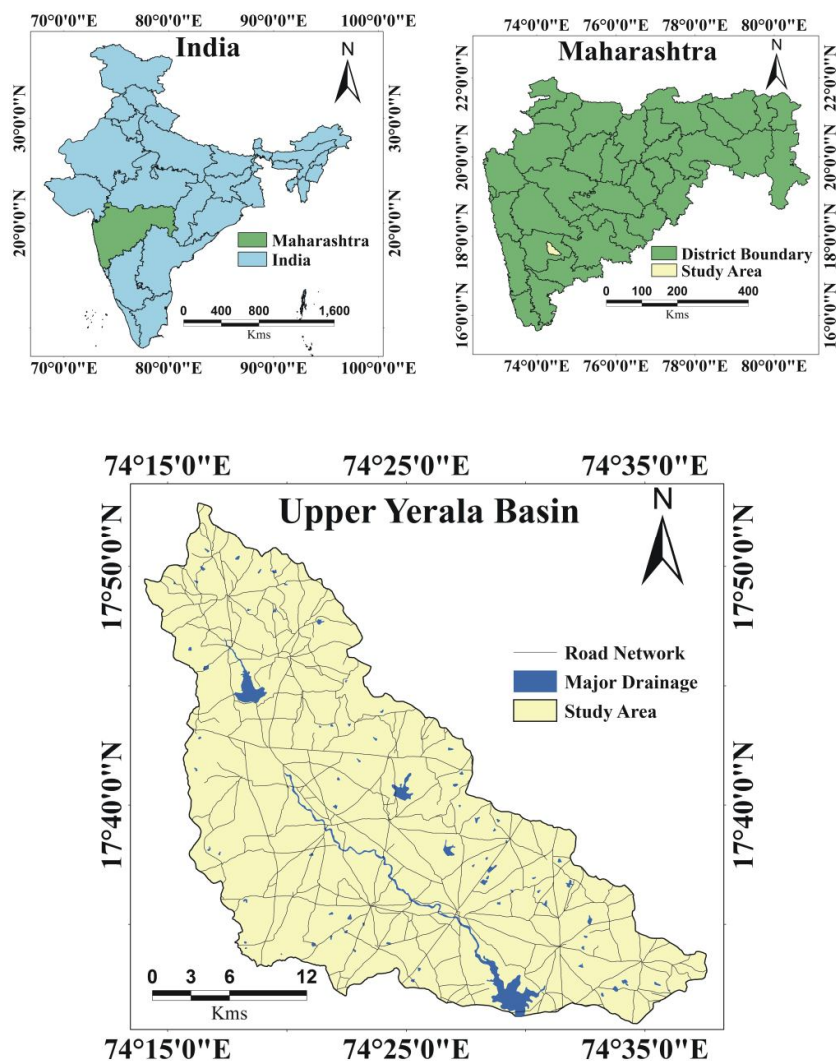 70°0'0"E 80°0'0"E 90°0'0"E 100°0'0"E
India
N
30°0'0"N
20°0'0"N
30°0'0"N
20°0'0"N
Maharashtra
India
0 400 800 1,600
Kms
70°0'0"E 80°0'0"E 90°0'0"E 100°0'0"E
74°0'0"E 76°0'0"E 78°0'0"E 80°0'0"E
Maharashtra
N
22°0'0"N
20°0'0"N
18°0'0"N
16°0'0"N
22°0'0"N
20°0'0"N
18°0'0"N
16°0'0"N
District Boundary
Study Area
0 100 200 400
Kms
74°0'0"E 76°0'0"E 78°0'0"E 80°0'0"E
74°15'0"E 74°25'0"E 74°35'0"E
Upper Yerala Basin
N
17°50'0"N
17°40'0"N
17°50'0"N
17°40'0"N
Road Network
Major Drainage
Study Area
0 3 6 12
Kms
74°15'0"E 74°25'0"E 74°35'0"E